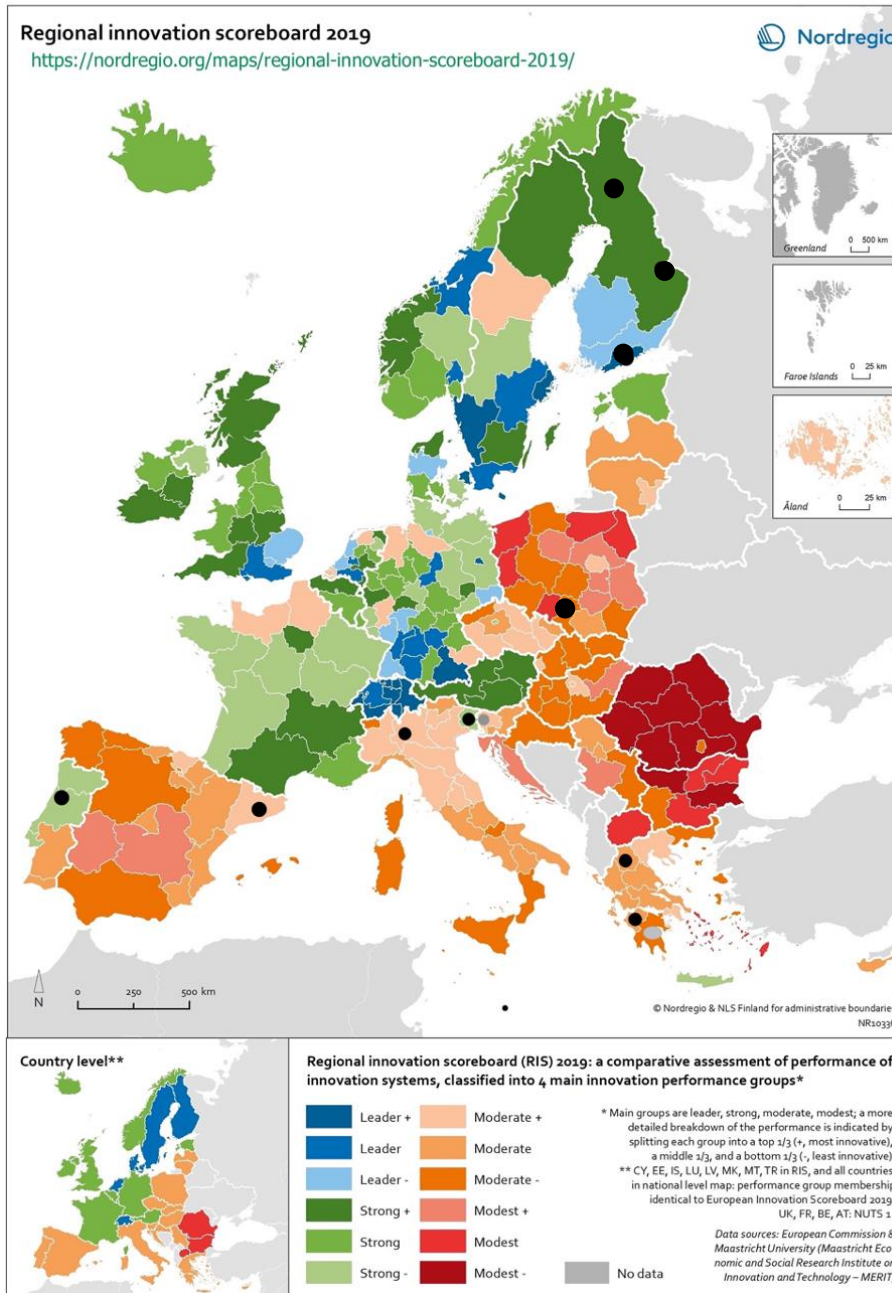 Regional innovation scoreboard 2019
Nordregio
https://nordregio.org/maps/regional-innovation-scoreboard-2019/
Greenland
0 500 km
Faroe Islands
0 25 km
Åland
0 25 km
N
0 250 500 km
© Nordregio & NLS Finland for administrative boundarie
NR1033
Country level**
Regional innovation scoreboard (RIS) 2019: a comparative assessment of performance of
innovation systems, classified into 4 main innovation performance groups*
Leader +
Leader
Leader -
Strong +
Strong
Strong -
Moderate +
Moderate
Moderate -
Modest +
Modest
Modest -
No data
* Main groups are leader, strong, moderate, modest; a more
detailed breakdown of the performance is indicated by
splitting each group into a top 1/3 (+, most innovative),
a middle 1/3, and a bottom 1/3 (-, least innovative)
** CY, EE, IS, LU, LV, MK, MT, TR in RIS, and all countries
in national level map: performance group membership
identical to European Innovation Scoreboard 2019
UK, FR, BE, AT: NUTS 1
Data sources: European Commission &
Maastricht University (Maastricht Eco
nomic and Social Research Institute on
Innovation and Technology – MERIT